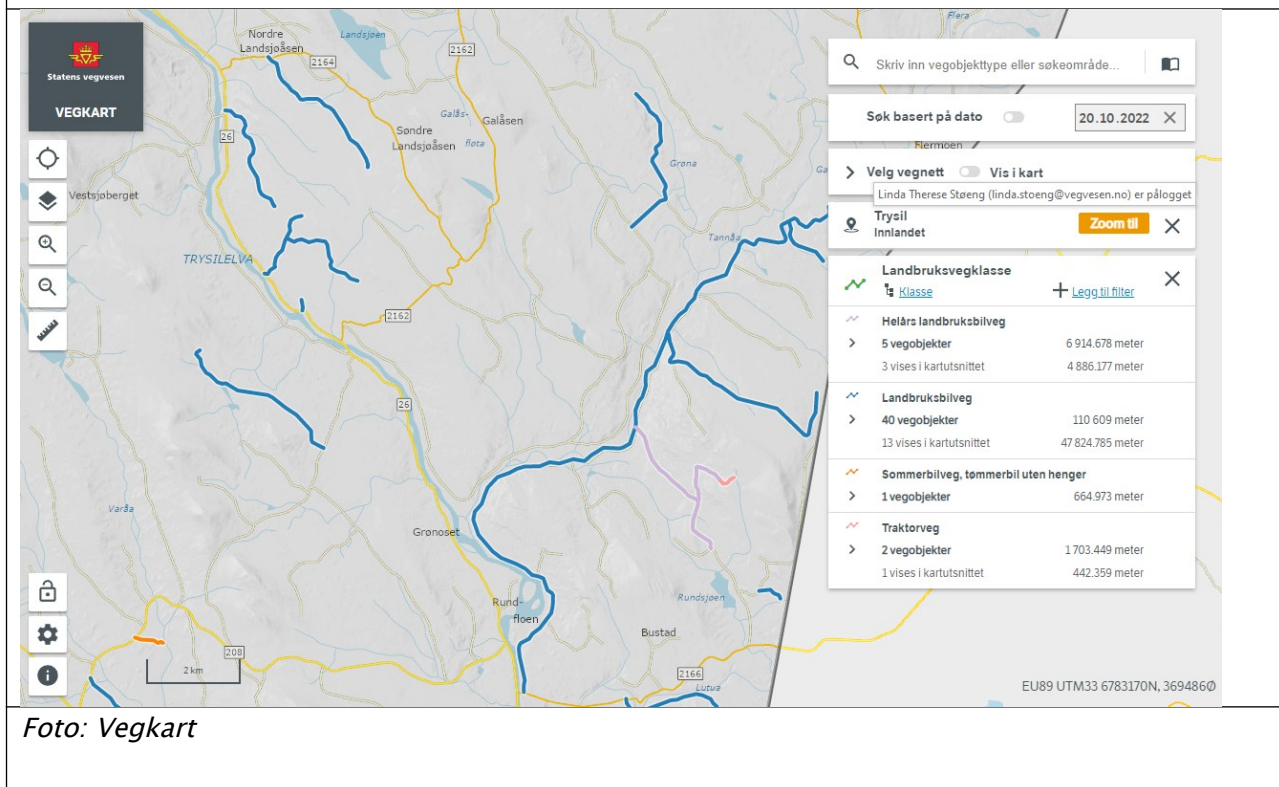 Statens vegvesen
VEGKART
Nordre
Landsjøåsen
Landsjøen
2164
2162
Flera
Galås-
fløta
Galåsen
Søndre
Landsjøåsen
26
Grøna
Vestsjøberget
TRYSILELVA
Tannåa
2162
26
Varåa
Grønoset
Rund-
floen
Rundsjøen
Bustad
208
2 km
2166
Lutua
Flermoen
Skriv inn vegobjekttype eller søkeområde...
Søk basert på dato
20.10.2022
Velg vegnett Vis i kart
Linda Therese Støeng (linda.stoeng@vegvesen.no) er pålogget
Trysil
Innlandet
Zoom til
Landbruksvegklasse
Klasse
Legg til filter
Helårs landbruksbilveg
5 vegobjekter 6 914.678 meter
3 vises i kartutsnittet 4 886.177 meter
Landbruksbilveg
40 vegobjekter 110 609 meter
13 vises i kartutsnittet 47 824.785 meter
Sommerbilveg, tømmerbil uten henger
1 vegobjekter 664.973 meter
Traktorveg
2 vegobjekter 1 703.449 meter
1 vises i kartutsnittet 442.359 meter
EU89 UTM33 6783170N, 369486Ø
Foto: Vegkart